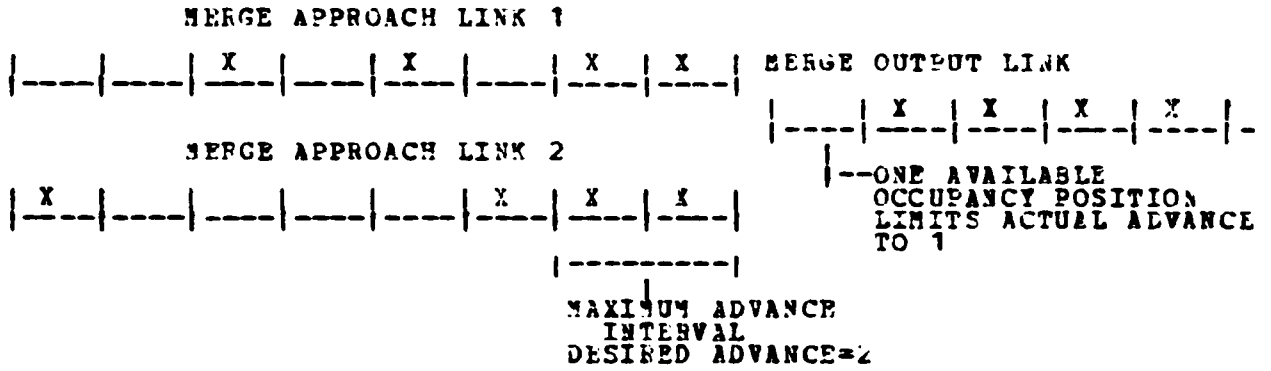 MERGE APPROACH LINK 1
X X X X
MERGE OUTPUT LINK
X X X X
MERGE APPROACH LINK 2
X X X X
ONE AVAILABLE
OCCUPANCY POSITION
LIMITS ACTUAL ADVANCE
TO 1
MAXIMUM ADVANCE
INTERVAL
DESIRED ADVANCE=2